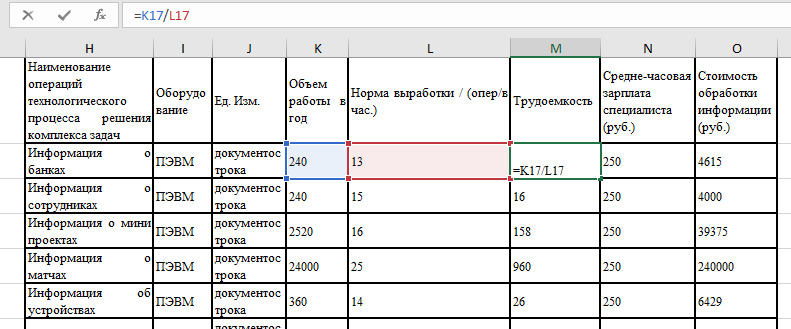 =K17/L17
H I J K L M N O
Наименование операций технологического процесса решения комплекса задач Оборудо вание Ед. Изм. Объем работы в год Норма выработки / (опер/в час.) Трудоемкость Средне-часовая зарплата специалиста (руб.) Стоимость обработки информации (руб.)
Информация о банках ПЭВМ документос трока 240 13 =K17/L17 250 4615
Информация о сотрудниках ПЭВМ документос трока 240 15 16 250 4000
Информация о мини проектах ПЭВМ документос трока 2520 16 158 250 39375
Информация о матчах ПЭВМ документос трока 24000 25 960 250 240000
Информация об устройствах ПЭВМ документос трока 360 14 26 250 6429